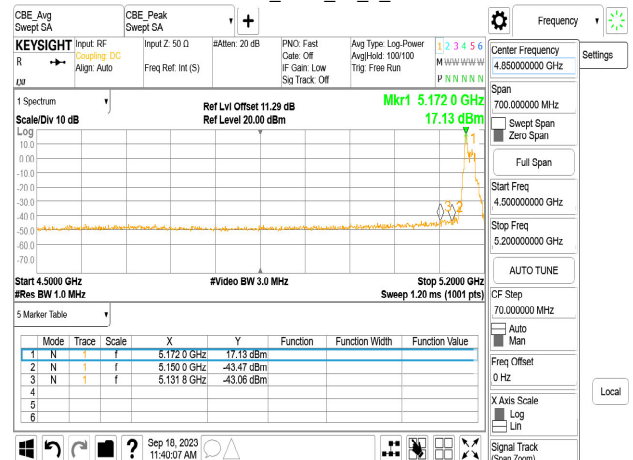 CBE_Avg
Swept SA
CBE_Peak
Swept SA
Frequency
KEYSIGHT
R
Input: RF
Coupling: DC
Align: Auto
Input Z: 50 Ω
Freq Ref: Int (S)
#Atten: 20 dB
PNO: Fast
Gate: Off
IF Gain: Low
Sig Track: Off
Avg Type: Log-Power
Avg|Hold: 100/100
Trig: Free Run
1 2 3 4 5 6
M W W W W W
P N N N N N
Center Frequency
4.850000000 GHz
Settings
Span
700.000000 MHz
Swept Span
Zero Span
Full Span
Start Freq
4.500000000 GHz
Stop Freq
5.200000000 GHz
AUTO TUNE
CF Step
70.000000 MHz
Auto
Man
Freq Offset
0 Hz
X Axis Scale
Log
Lin
Signal Track
(Span Zoom)
Local
1 Spectrum
Scale/Div 10 dB
Ref Lvl Offset 11.29 dB
Ref Level 20.00 dBm
Mkr1 5.172 0 GHz
17.13 dBm
Log
10.0
0.00
-10.0
-20.0
-30.0
-40.0
-50.0
-60.0
-70.0
1
3 2
Start 4.5000 GHz
#Res BW 1.0 MHz
#Video BW 3.0 MHz
Stop 5.2000 GHz
Sweep 1.20 ms (1001 pts)
5 Marker Table
Mode Trace Scale X Y Function Function Width Function Value
1 N 1 f 5.172 0 GHz 17.13 dBm
2 N 1 f 5.150 0 GHz -43.47 dBm
3 N 1 f 5.131 8 GHz -43.06 dBm
4
5
6
Sep 18, 2023
11:40:07 AM